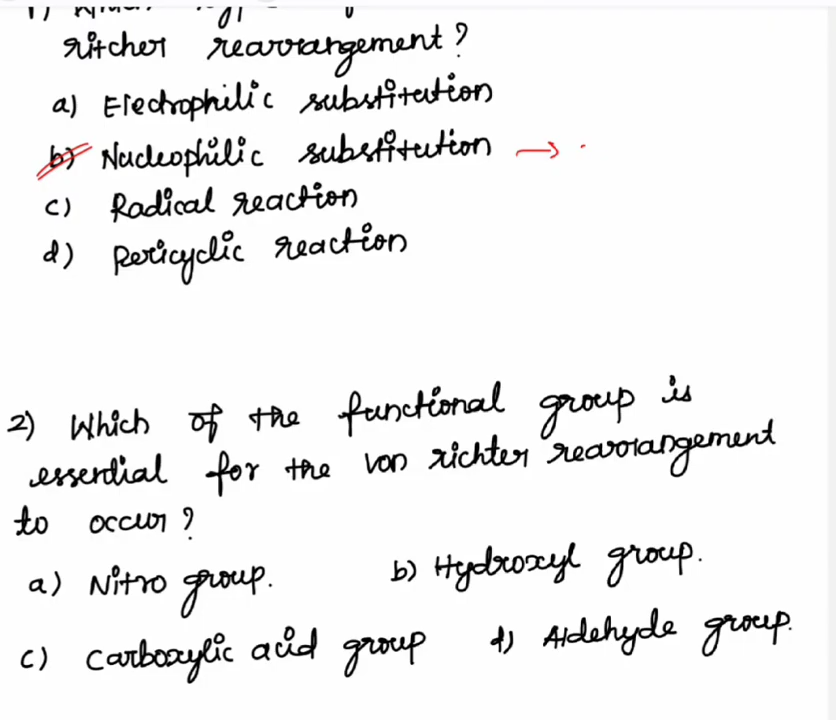 ritcher rearrangement?
a) Electrophilic substitution
b) Nucleophilic substitution →
c) Radical reaction
d) Pericyclic reaction
2) Which of the functional group is
essential for the von richter rearrangement
to occur?
a) Nitro group. b) Hydroxyl group.
c) Carboxylic acid group d) Aldehyde group.